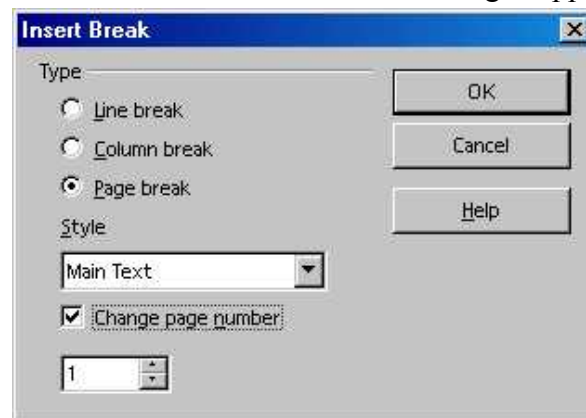 Insert Break
Type
Line break
Column break
Page break
Style
Main Text
Change page number
1
OK
Cancel
Help